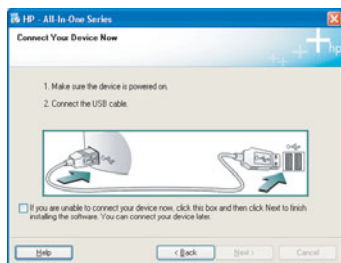 HP - All-In-One Series
Connect Your Device Now
hp
1. Make sure the device is powered on.
2. Connect the USB cable.
If you are unable to connect your device now, click this box and then click Next to finish
installing the software. You can connect your device later.
Help
< Back
Next >
Cancel